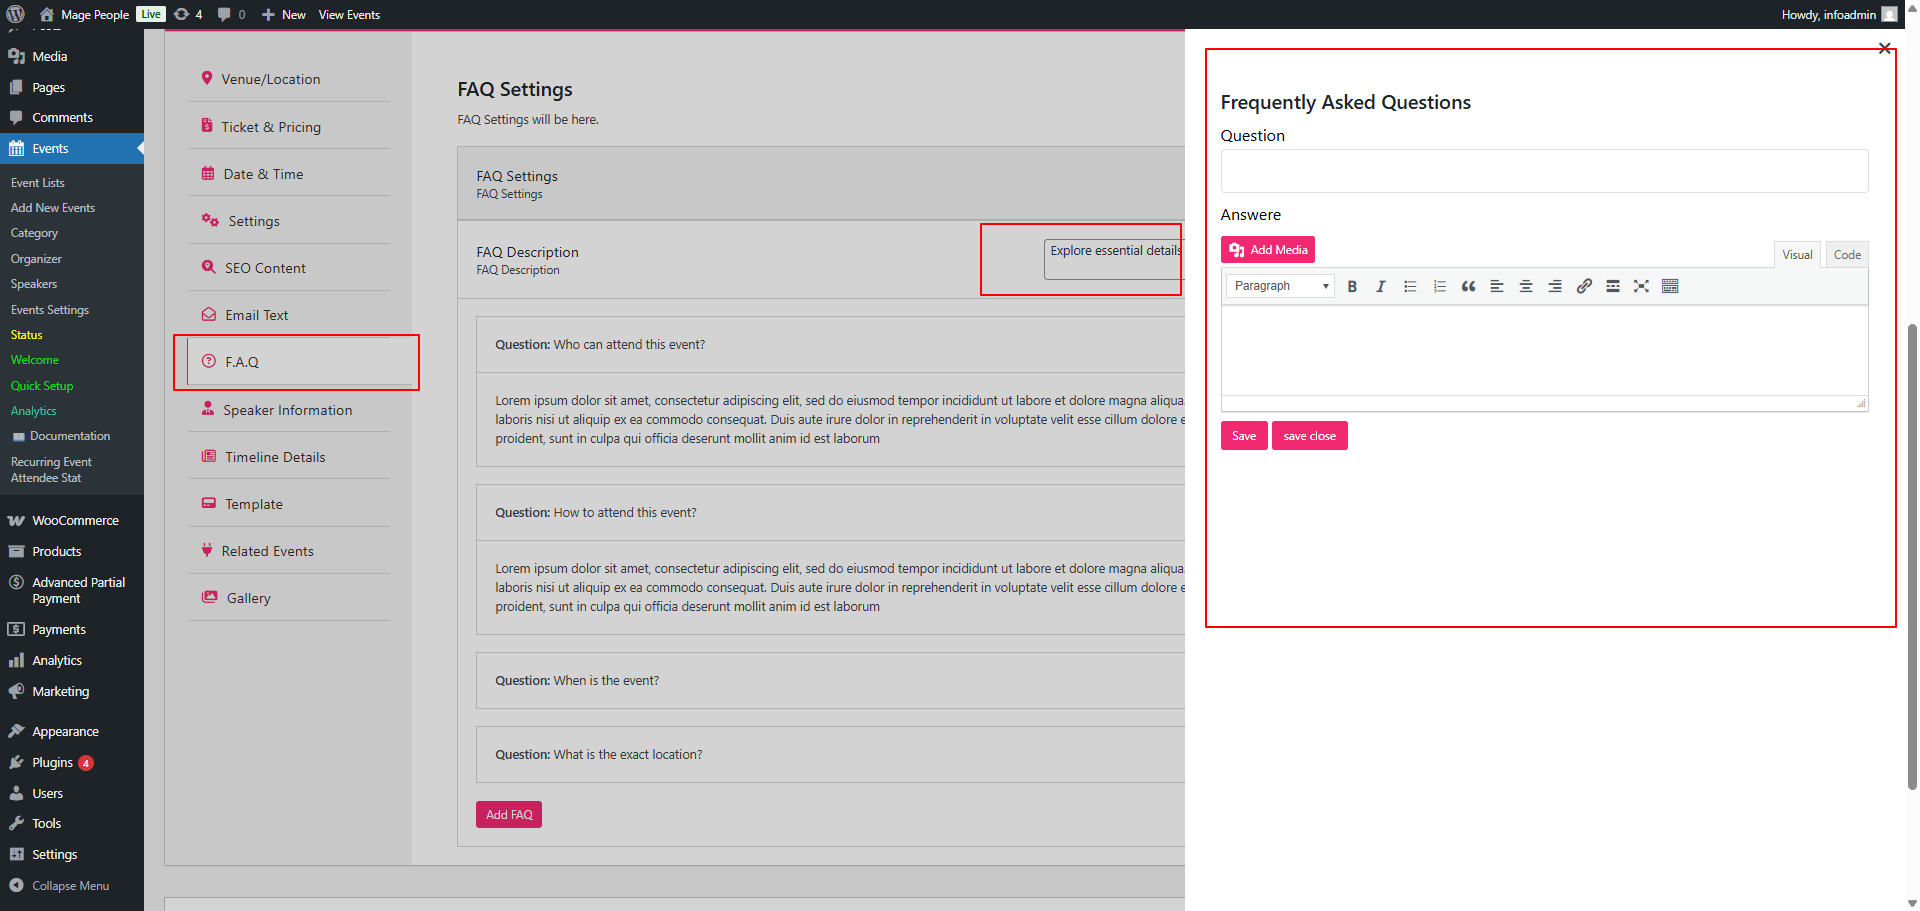 Mage People Live 4 0 New View Events
Howdy, infoadmin
Media
Pages
Comments
Events
Event Lists
Add New Events
Category
Organizer
Speakers
Events Settings
Status
Welcome
Quick Setup
Analytics
Documentation
Recurring Event
Attendee Stat
WooCommerce
Products
Advanced Partial
Payment
Payments
Analytics
Marketing
Appearance
Plugins 4
Users
Tools
Settings
Collapse Menu
Venue/Location
Ticket & Pricing
Date & Time
Settings
SEO Content
Email Text
F.A.Q
Speaker Information
Timeline Details
Template
Related Events
Gallery
FAQ Settings
FAQ Settings will be here.
FAQ Settings
FAQ Settings
FAQ Description
FAQ Description
Explore essential details
Question: Who can attend this event?
Lorem ipsum dolor sit amet, consectetur adipiscing elit, sed do eiusmod tempor incididunt ut labore et dolore magna aliqua.
laboris nisi ut aliquip ex ea commodo consequat. Duis aute irure dolor in reprehenderit in voluptate velit esse cillum dolore e
proident, sunt in culpa qui officia deserunt mollit anim id est laborum
Question: How to attend this event?
Lorem ipsum dolor sit amet, consectetur adipiscing elit, sed do eiusmod tempor incididunt ut labore et dolore magna aliqua.
laboris nisi ut aliquip ex ea commodo consequat. Duis aute irure dolor in reprehenderit in voluptate velit esse cillum dolore e
proident, sunt in culpa qui officia deserunt mollit anim id est laborum
Question: When is the event?
Question: What is the exact location?
Add FAQ
Frequently Asked Questions
Question
Answere
Add Media
Visual Code
Paragraph B I
Save save close